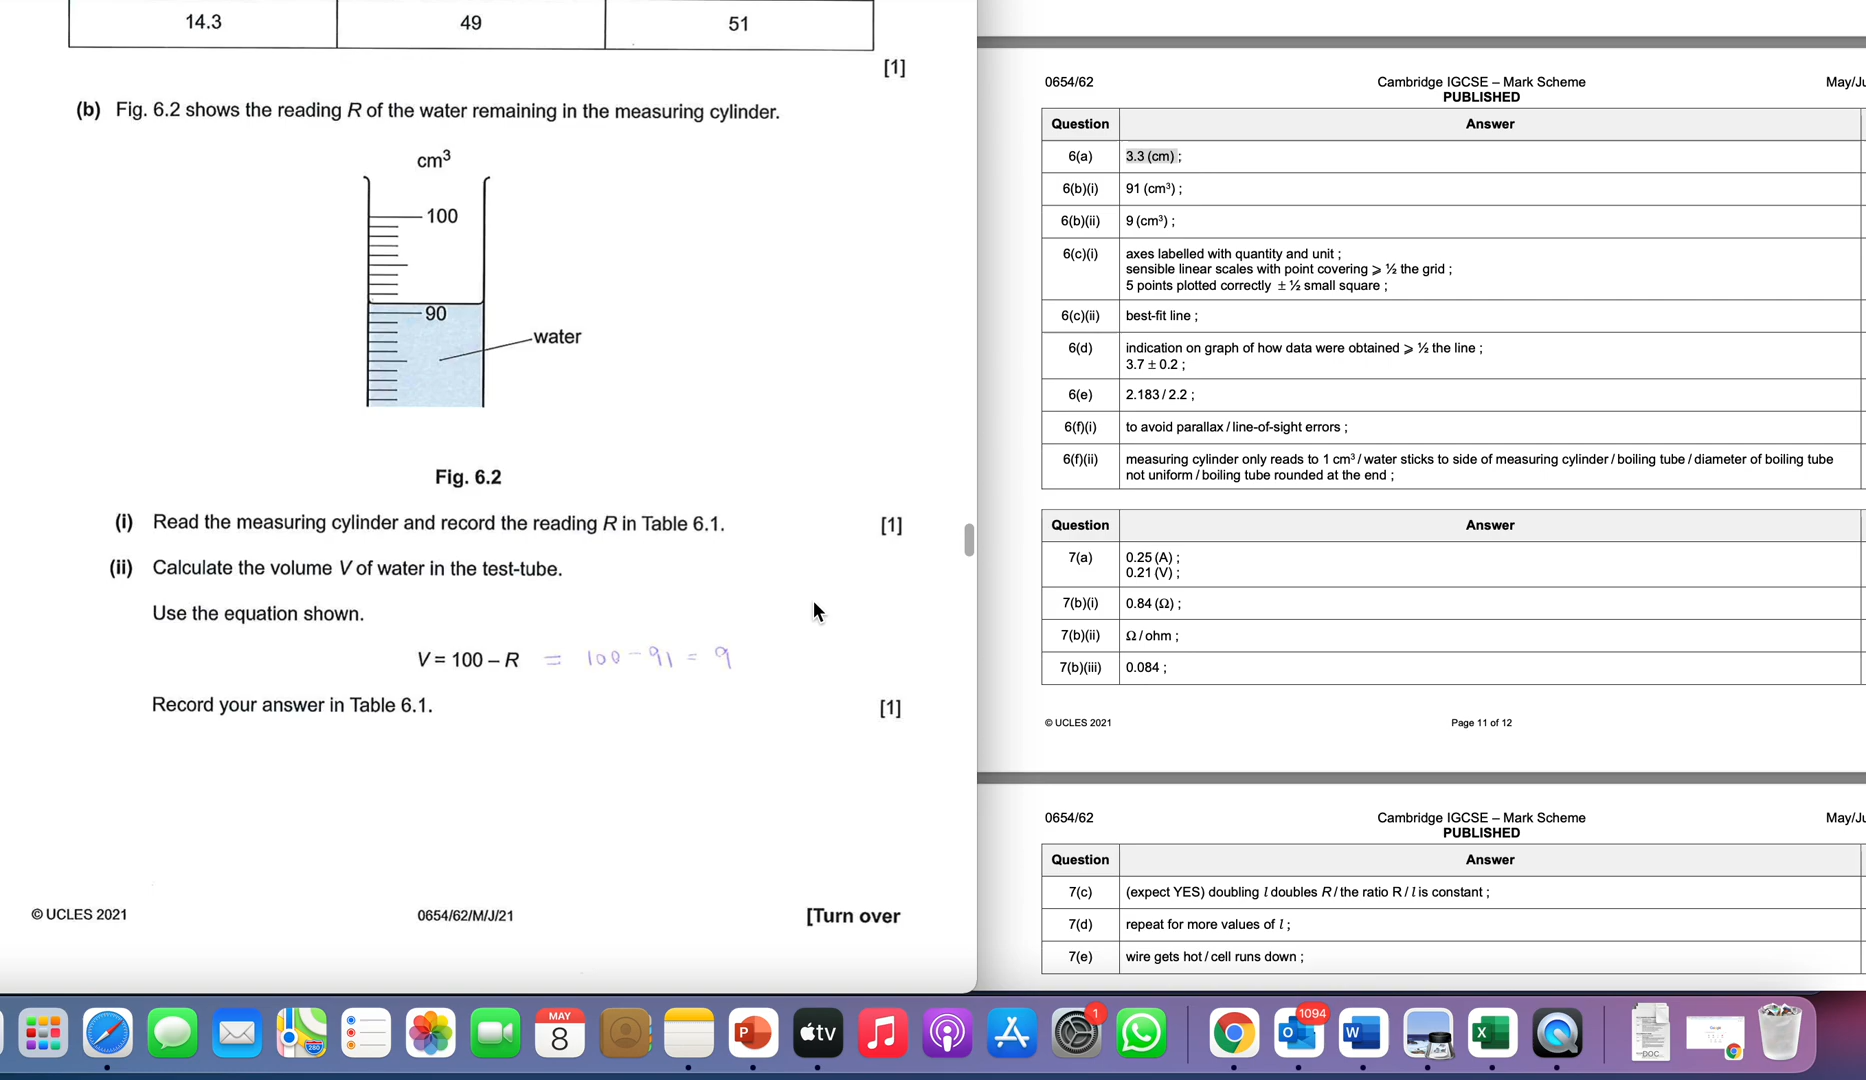 14.3 49 51
[1]
(b) Fig. 6.2 shows the reading R of the water remaining in the measuring cylinder.
cm³
100
90
water
Fig. 6.2
(i) Read the measuring cylinder and record the reading R in Table 6.1. [1]
(ii) Calculate the volume V of water in the test-tube.
Use the equation shown.
V = 100 – R = 100 – 91 = 9
Record your answer in Table 6.1. [1]
© UCLES 2021 0654/62/M/J/21 [Turn over
0654/62 Cambridge IGCSE – Mark Scheme May/Ju
PUBLISHED
Question Answer
6(a) 3.3 (cm) ;
6(b)(i) 91 (cm³) ;
6(b)(ii) 9 (cm³) ;
6(c)(i) axes labelled with quantity and unit ;
sensible linear scales with point covering ⩾ ½ the grid ;
5 points plotted correctly ± ½ small square ;
6(c)(ii) best-fit line ;
6(d) indication on graph of how data were obtained ⩾ ½ the line ;
3.7 ± 0.2 ;
6(e) 2.183 / 2.2 ;
6(f)(i) to avoid parallax / line-of-sight errors ;
6(f)(ii) measuring cylinder only reads to 1 cm³ / water sticks to side of measuring cylinder / boiling tube / diameter of boiling tube
not uniform / boiling tube rounded at the end ;
Question Answer
7(a) 0.25 (A) ;
0.21 (V) ;
7(b)(i) 0.84 (Ω) ;
7(b)(ii) Ω / ohm ;
7(b)(iii) 0.084 ;
© UCLES 2021 Page 11 of 12
0654/62 Cambridge IGCSE – Mark Scheme May/Ju
PUBLISHED
Question Answer
7(c) (expect YES) doubling l doubles R / the ratio R / l is constant ;
7(d) repeat for more values of l ;
7(e) wire gets hot / cell runs down ;
280
MAY
8
P
tv
1
1094
O
W
X
DOC